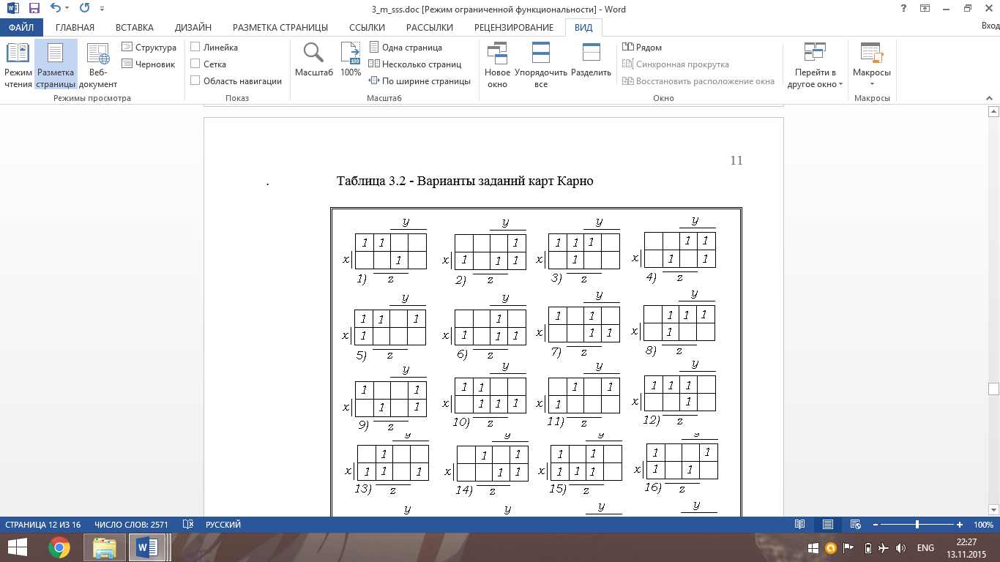 3_m_sss.doc [Режим ограниченной функциональности] - Word
ФАЙЛ ГЛАВНАЯ ВСТАВКА ДИЗАЙН РАЗМЕТКА СТРАНИЦЫ ССЫЛКИ РАССЫЛКИ РЕЦЕНЗИРОВАНИЕ ВИД Вход
Режим чтения
Разметка страницы
Веб-документ
Структура
Черновик
Режимы просмотра
Линейка
Сетка
Область навигации
Показ
Масштаб
100%
Одна страница
Несколько страниц
По ширине страницы
Масштаб
Новое окно
Упорядочить все
Разделить
Рядом
Синхронная прокрутка
Восстановить расположение окна
Окно
Перейти в другое окно
Макросы
Макросы
11
. Таблица 3.2 - Варианты заданий карт Карно
y y y y
1 1 1 1 1 1 1 1
x 1 x 1 1 1 x 1 x 1 1
1) z 2) z 3) z 4) z
y y y y
1 1 1 1 1 1 1 1 1
x 1 x 1 1 1 x 1 1 x 1
5) z 6) z 7) z 8) z
y y y y
1 1 1 1 1 1 1 1 1
x 1 1 x 1 1 1 x 1 x 1
9) z 10) z 11) z 12) z
y y y y
1 1 1 1 1 1 1
x 1 1 1 x 1 1 x 1 1 1 x 1 1
13) z 14) z 15) z 16) z
y y y y
СТРАНИЦА 12 ИЗ 16 ЧИСЛО СЛОВ: 2571 РУССКИЙ 100%
ENG 22:27
13.11.2015